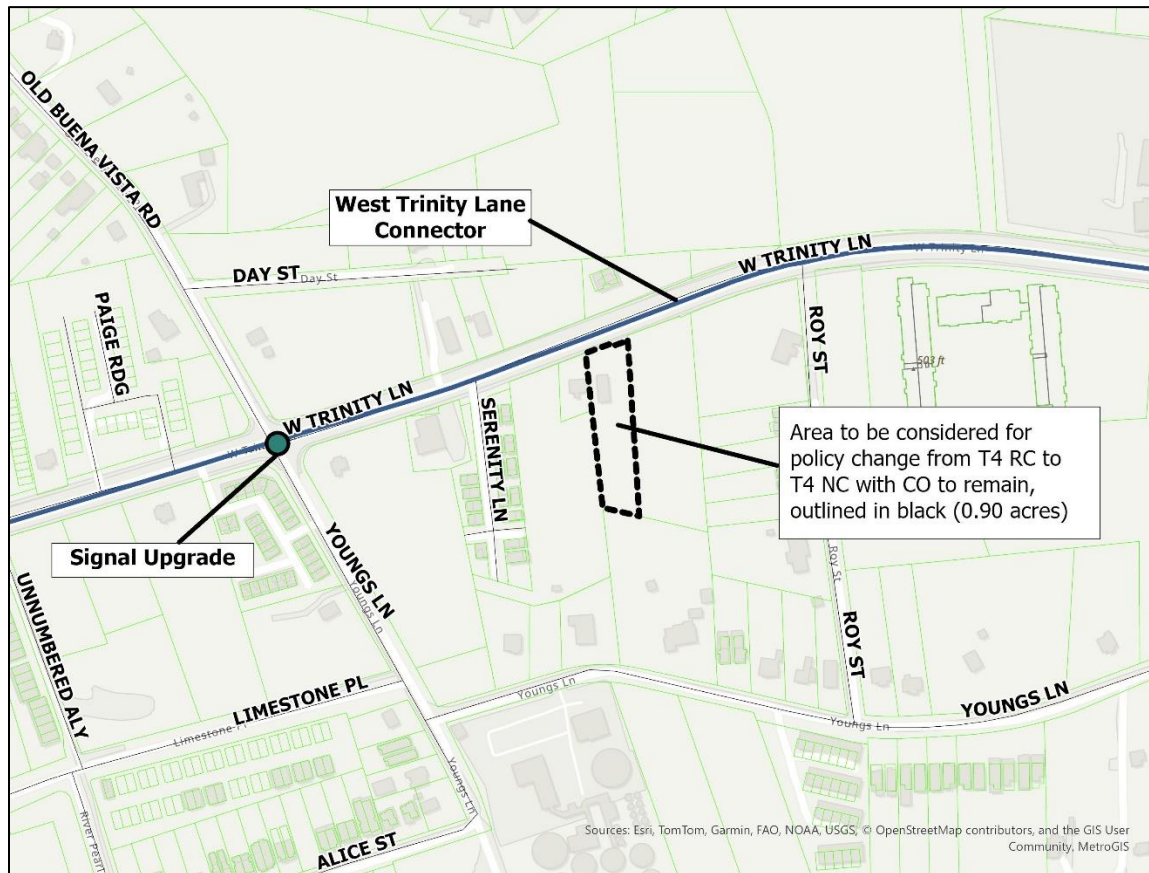 OLD BUENA VISTA RD
West Trinity Lane
Connector
W TRINITY LN
W Trinity Ln
DAY ST
Day St
PAIGE RDG
ROY ST
503 ft
W TRINITY LN
SERENITY LN
Area to be considered for
policy change from T4 RC to
T4 NC with CO to remain,
outlined in black (0.90 acres)
Signal Upgrade
YOUNGS LN
Youngs Ln
Roy St
ROY ST
UNNUMBERED ALY
LIMESTONE PL
Limestone Pl
Youngs Ln
YOUNGS LN
Youngs Ln
Youngs Ln
River Pearl
ALICE ST
Sources: Esri, TomTom, Garmin, FAO, NOAA, USGS, © OpenStreetMap contributors, and the GIS User
Community, MetroGIS